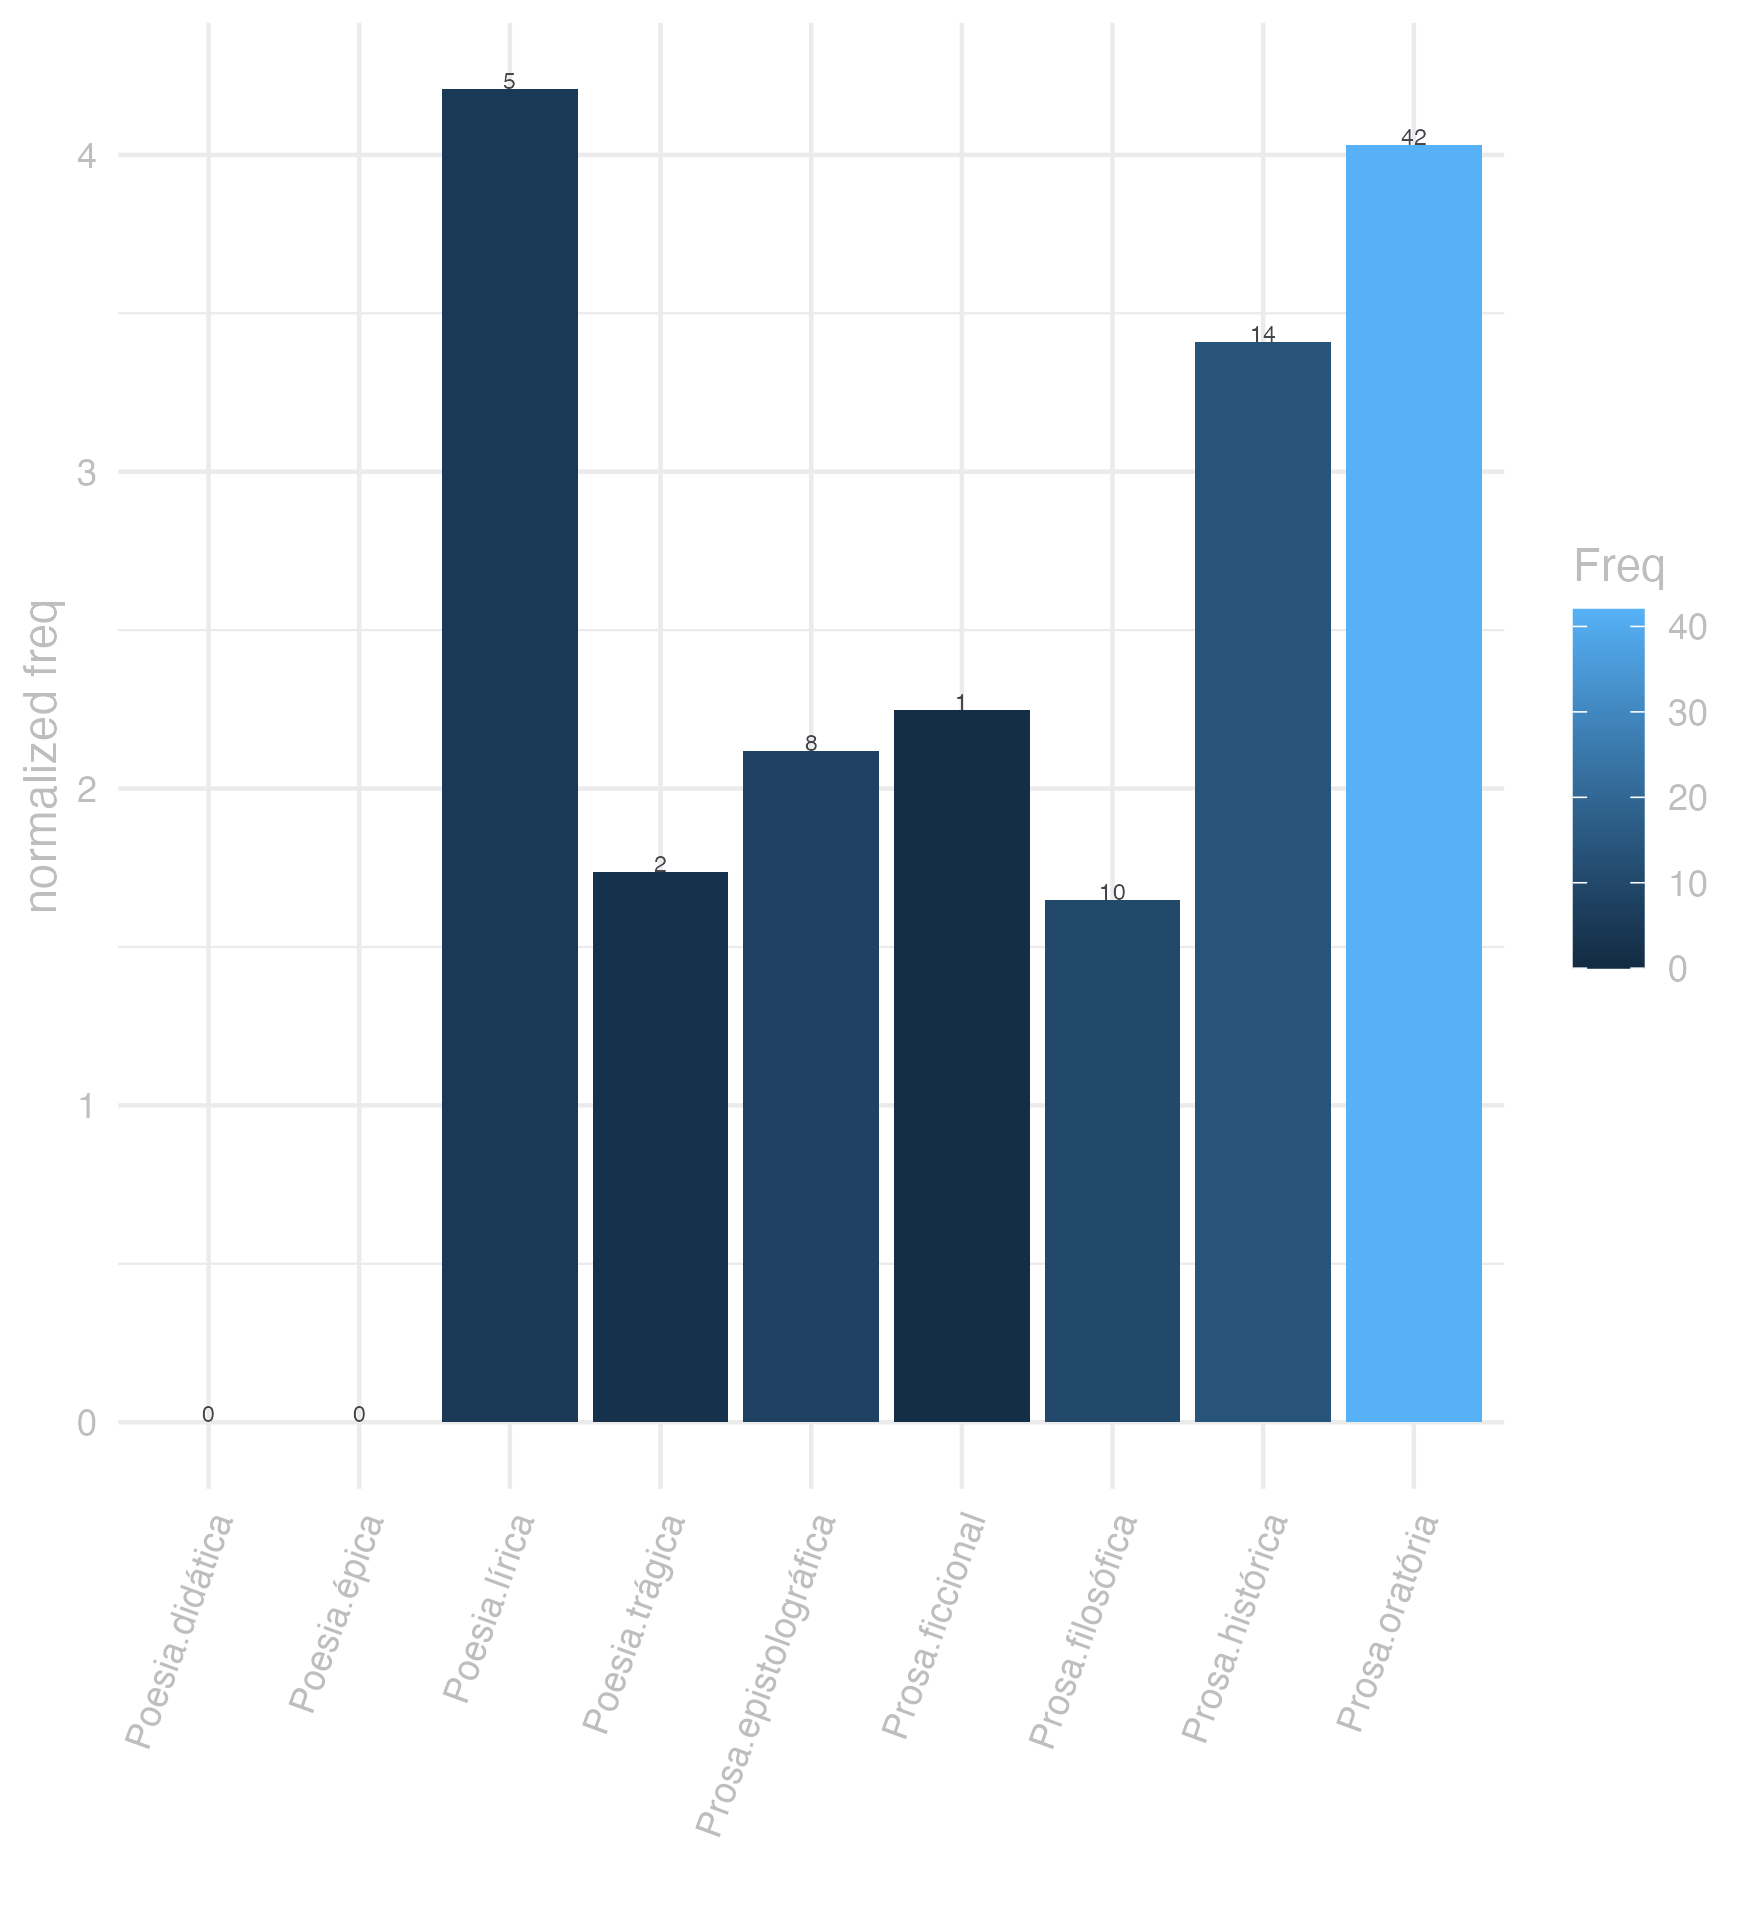 5
42
4
14
3
1
8
2
2
10
1
0
0
0
normalized freq
Freq
40
30
20
10
0
Poesia.didática
Poesia.épica
Poesia.lírica
Poesia.trágica
Prosa.epistolográfica
Prosa.ficcional
Prosa.filosófica
Prosa.histórica
Prosa.oratória